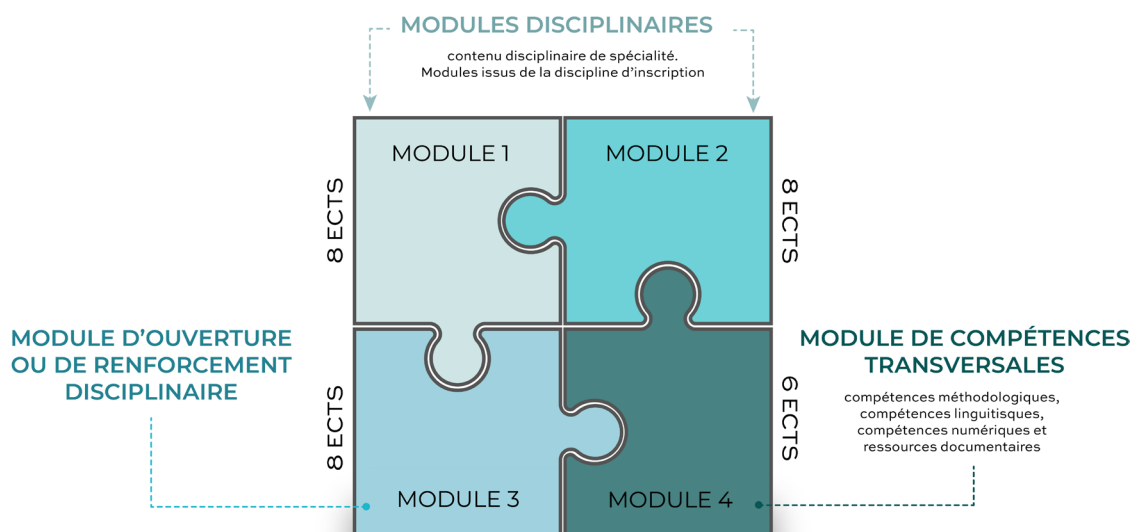 MODULES DISCIPLINAIRES
contenu disciplinaire de spécialité.
Modules issus de la discipline d'inscription
MODULE 1
MODULE 2
8 ECTS
8 ECTS
MODULE D'OUVERTURE
OU DE RENFORCEMENT
DISCIPLINAIRE
MODULE DE COMPÉTENCES
TRANSVERSALES
compétences méthodologiques,
compétences linguitisques,
compétences numériques et
ressources documentaires
8 ECTS
6 ECTS
MODULE 3
MODULE 4